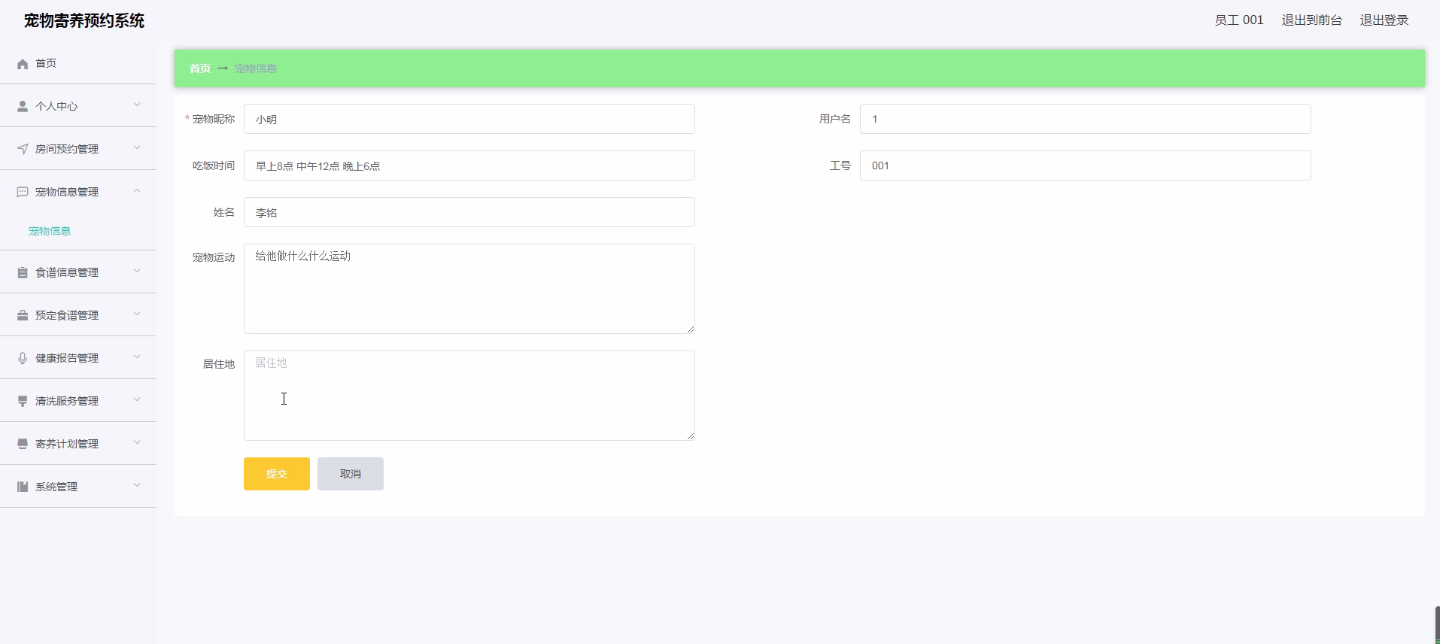 宠物寄养预约系统
员工 001 退出到前台 退出登录
首页
个人中心
房间预约管理
宠物信息管理
宠物信息
食谱信息管理
预定食谱管理
健康报告管理
清洗服务管理
寄养计划管理
系统管理
首页 → 宠物信息
* 宠物昵称 小明
用户名 1
吃饭时间 早上8点 中午12点 晚上6点
工号 001
姓名 李铭
宠物运动 给他做什么什么运动
居住地 居住地
提交 取消